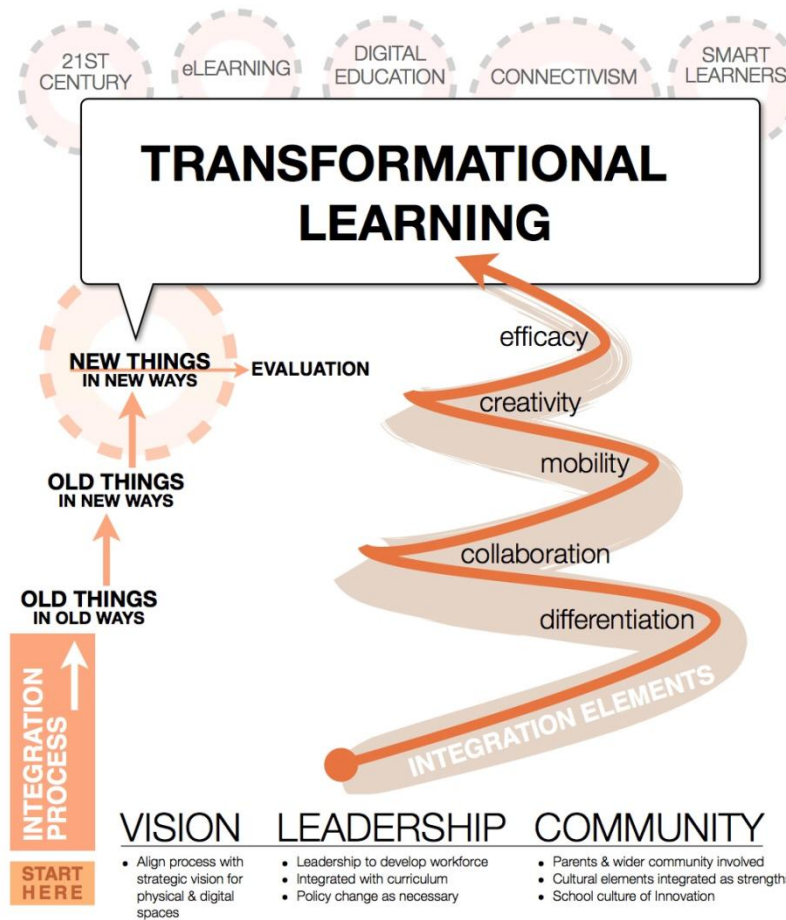 21ST
CENTURY
eLEARNING
DIGITAL
EDUCATION
CONNECTIVISM
SMART
LEARNERS
TRANSFORMATIONAL
LEARNING
efficacy
NEW THINGS
IN NEW WAYS
EVALUATION
creativity
mobility
OLD THINGS
IN NEW WAYS
collaboration
OLD THINGS
IN OLD WAYS
differentiation
INTEGRATION ELEMENTS
INTEGRATION
PROCESS
START
HERE
VISION
• Align process with
strategic vision for
physical & digital
spaces
LEADERSHIP
• Leadership to develop workforce
• Integrated with curriculum
• Policy change as necessary
COMMUNITY
• Parents & wider community involved
• Cultural elements integrated as strengths
• School culture of Innovation